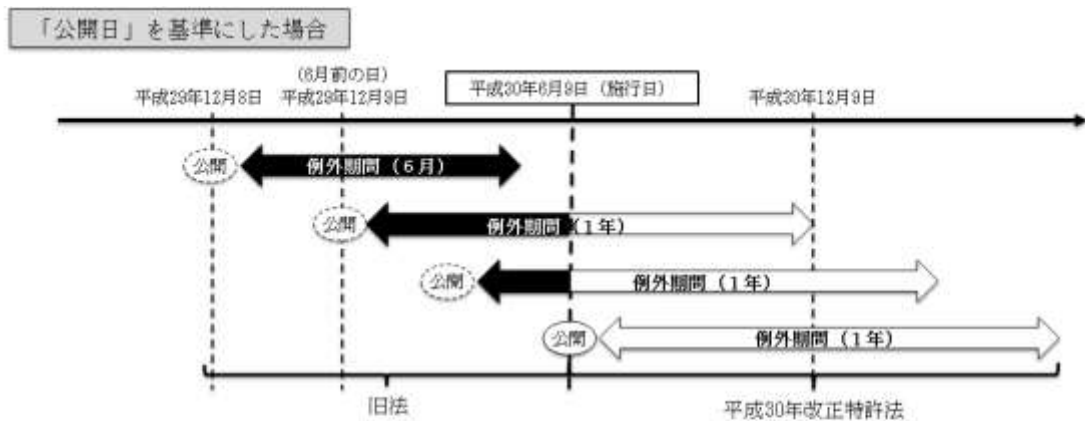 「公開日」を基準にした場合
(6月前の日)
平成29年12月8日
平成29年12月9日
平成30年6月9日（施行日）
平成30年12月9日
公開
例外期間（6月）
公開
例外期間（1年）
公開
例外期間（1年）
公開
例外期間（1年）
旧法
平成30年改正特許法